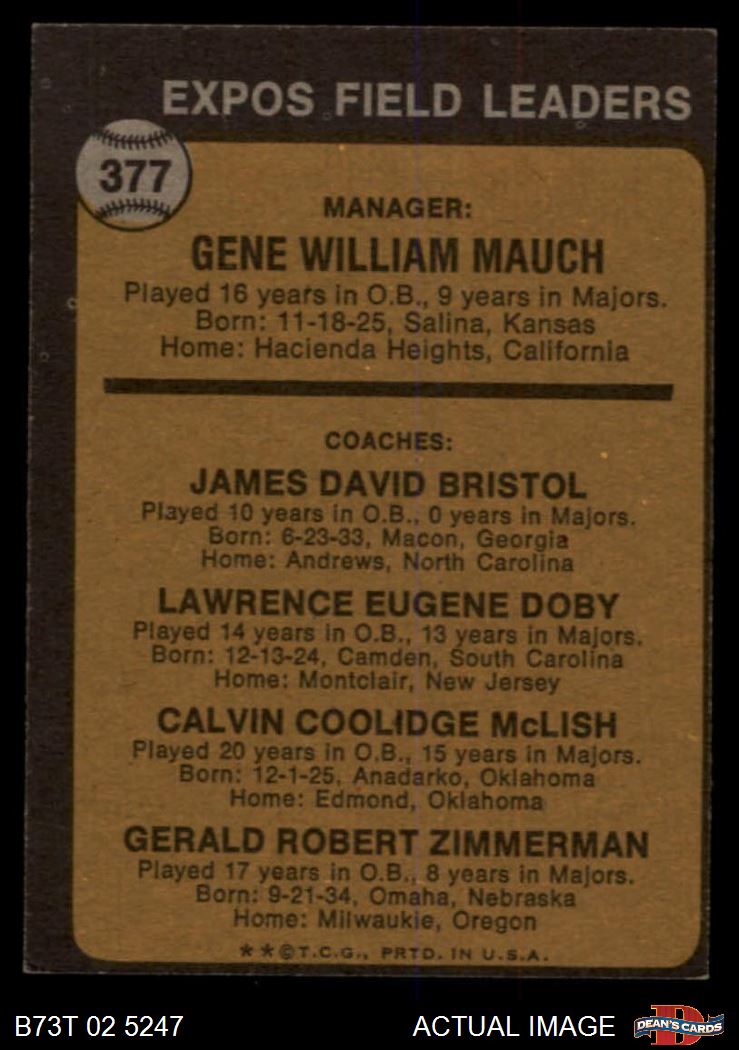 EXPOS FIELD LEADERS
377
MANAGER:
GENE WILLIAM MAUCH
Played 16 years in O.B., 9 years in Majors.
Born: 11-18-25, Salina, Kansas
Home: Hacienda Heights, California
COACHES:
JAMES DAVID BRISTOL
Played 10 years in O.B., 0 years in Majors.
Born: 6-23-33, Macon, Georgia
Home: Andrews, North Carolina
LAWRENCE EUGENE DOBY
Played 14 years in O.B., 13 years in Majors.
Born: 12-13-24, Camden, South Carolina
Home: Montclair, New Jersey
CALVIN COOLIDGE McLISH
Played 20 years in O.B., 15 years in Majors.
Born: 12-1-25, Anadarko, Oklahoma
Home: Edmond, Oklahoma
GERALD ROBERT ZIMMERMAN
Played 17 years in O.B., 8 years in Majors.
Born: 9-21-34, Omaha, Nebraska
Home: Milwaukie, Oregon
**©T.C.G., PRTD. IN U.S.A.
B73T 02 5247 ACTUAL IMAGE D DEAN'S CARDS